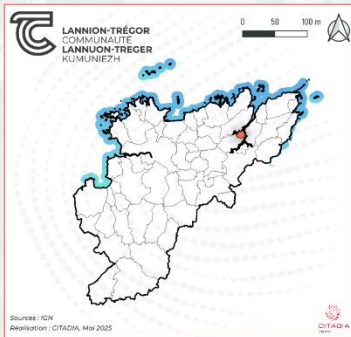 LANNION-TRÉGOR
COMMUNAUTÉ
LANNUON-TREGER
KUMUNIEZH
0 50 100 m
Sources : IGN
Réalisation : CITADIA, Mai 2025
CITADIA